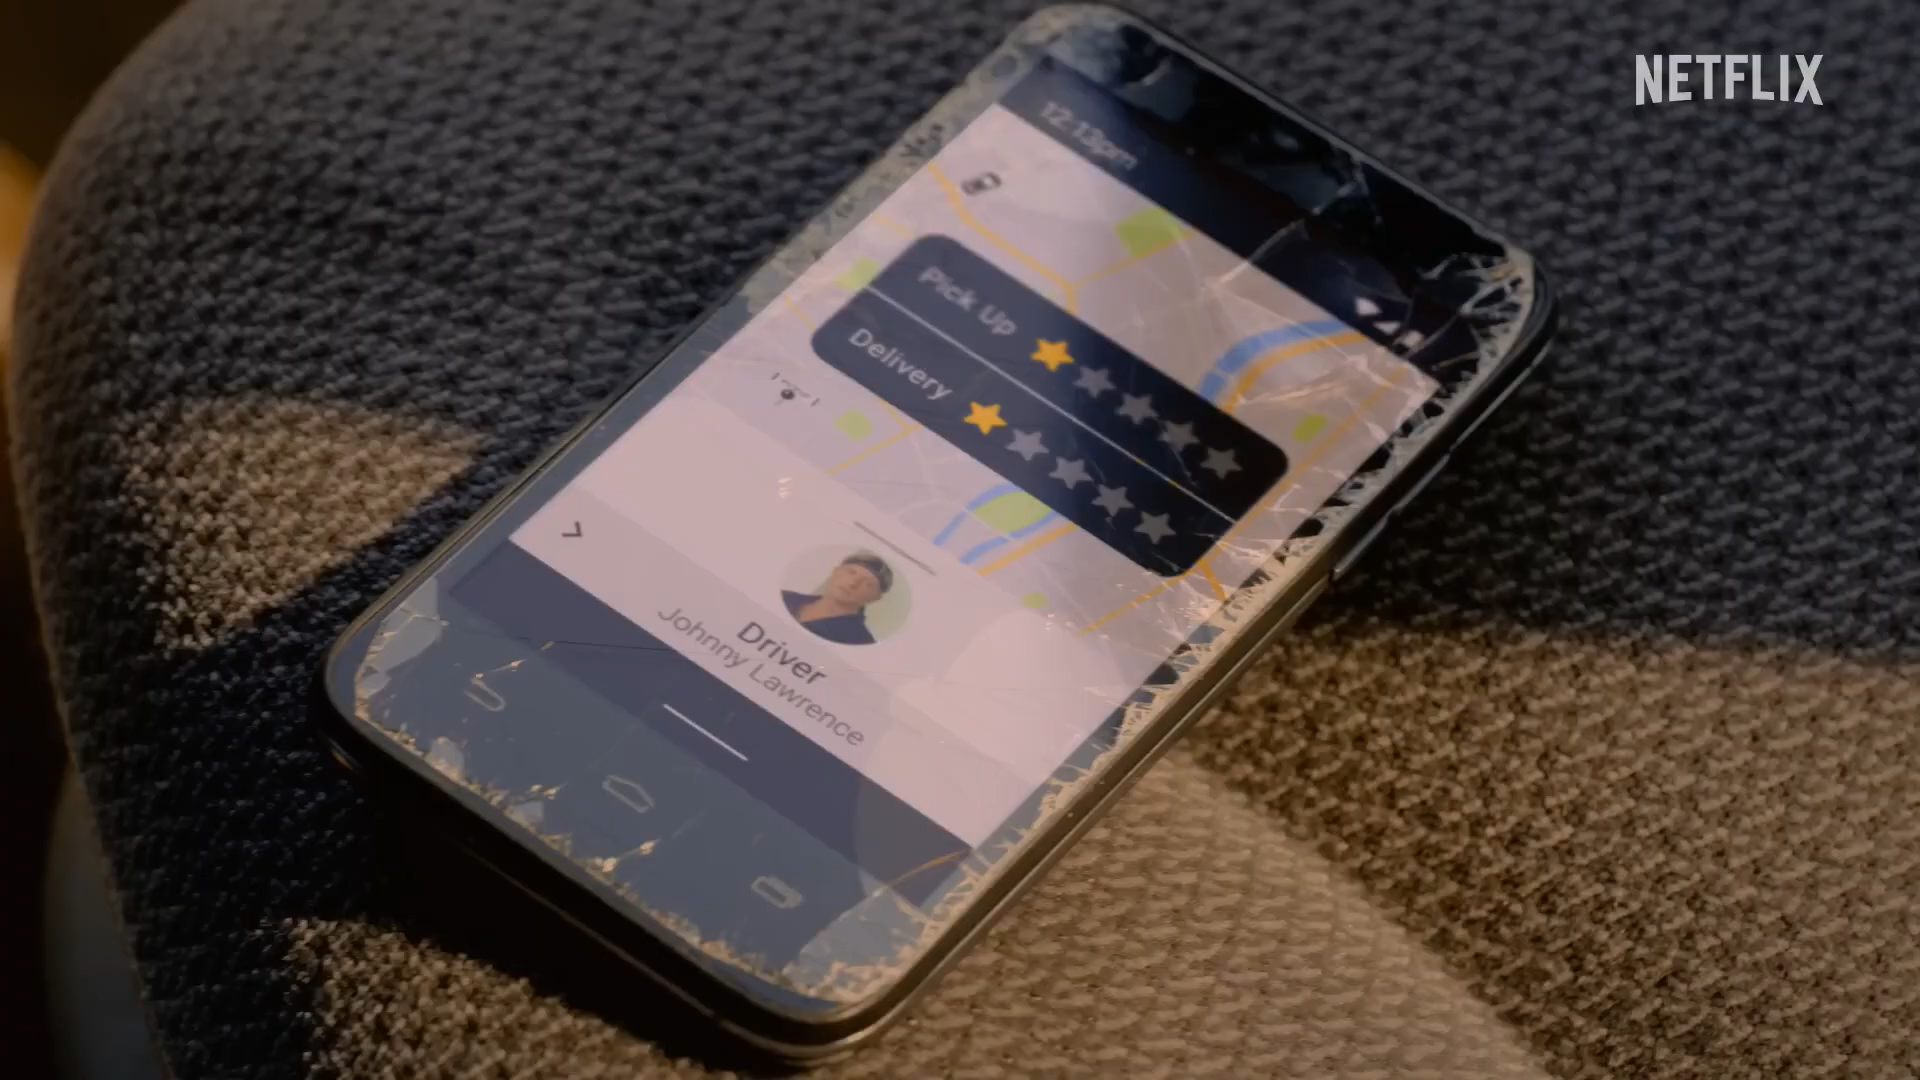 NETFLIX
12:13pm
Pick Up
Delivery
Driver
Johnny Lawrence